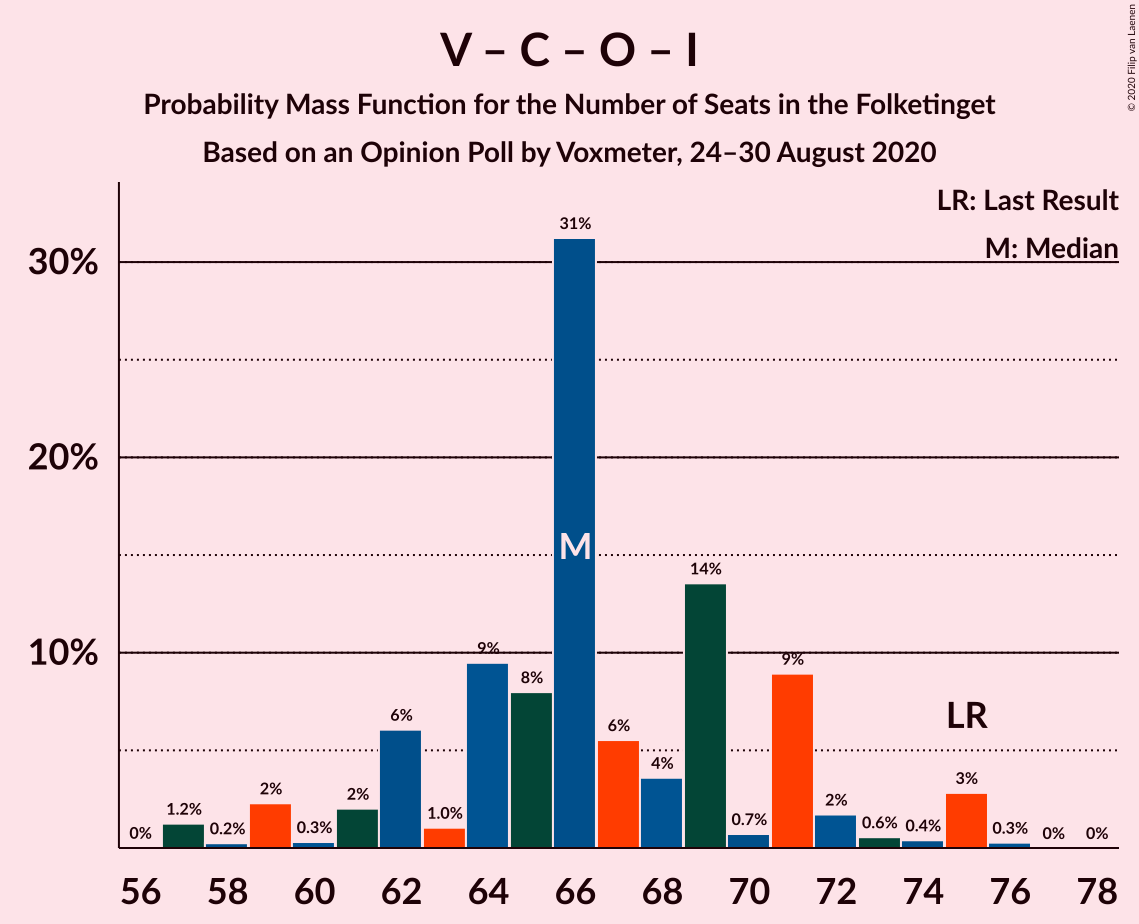 V – C – O – I
Probability Mass Function for the Number of Seats in the Folketinget
Based on an Opinion Poll by Voxmeter, 24–30 August 2020
© 2020 Filip van Laenen
LR: Last Result
M: Median
30%
20%
10%
0% 1.2% 0.2% 2% 0.3% 2% 6% 1.0% 9% 8% 31% 6% 4% 14% 0.7% 9% 2% 0.6% 0.4% 3% 0.3% 0% 0%
M
LR
56 58 60 62 64 66 68 70 72 74 76 78